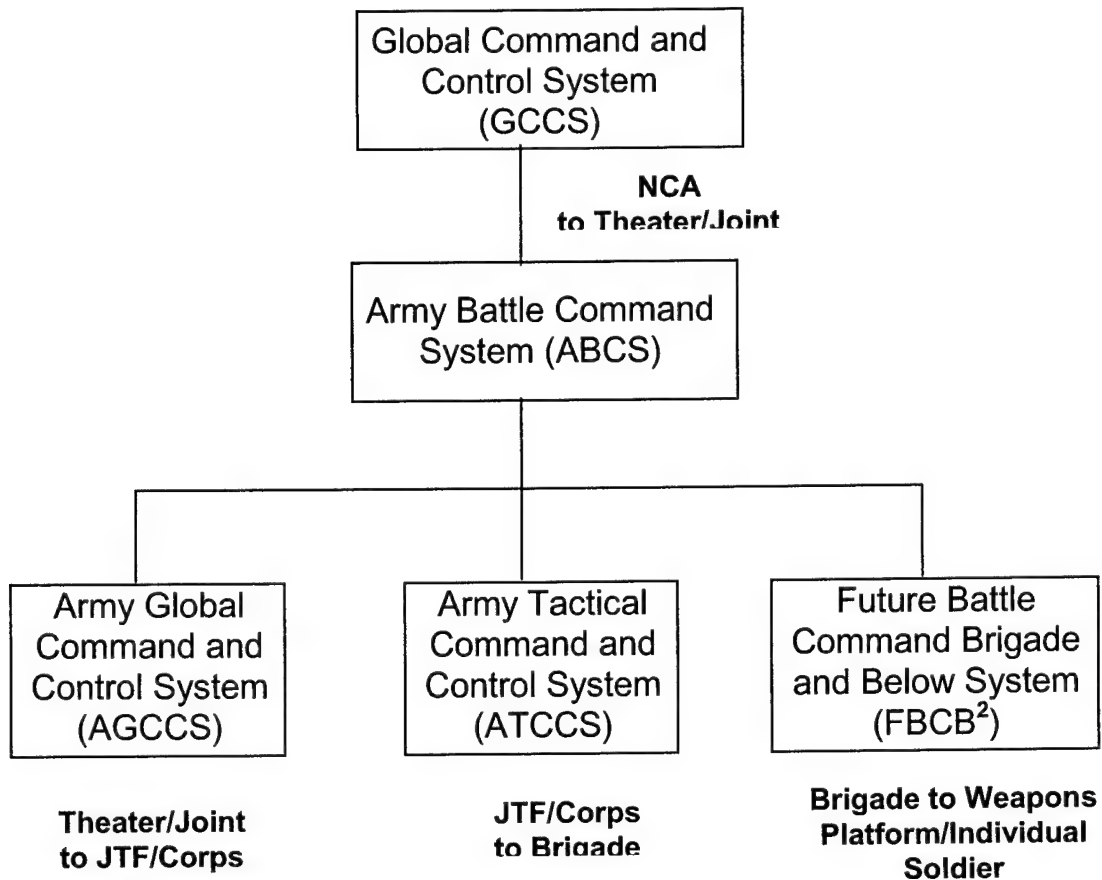 Global Command and
Control System
(GCCS)
NCA
to Theater/Joint
Army Battle Command
System (ABCS)
Army Global
Command and
Control System
(AGCCS)
Army Tactical
Command and
Control System
(ATCCS)
Future Battle
Command Brigade
and Below System
(FBCB²)
Theater/Joint
to JTF/Corps
JTF/Corps
to Brigade
Brigade to Weapons
Platform/Individual
Soldier